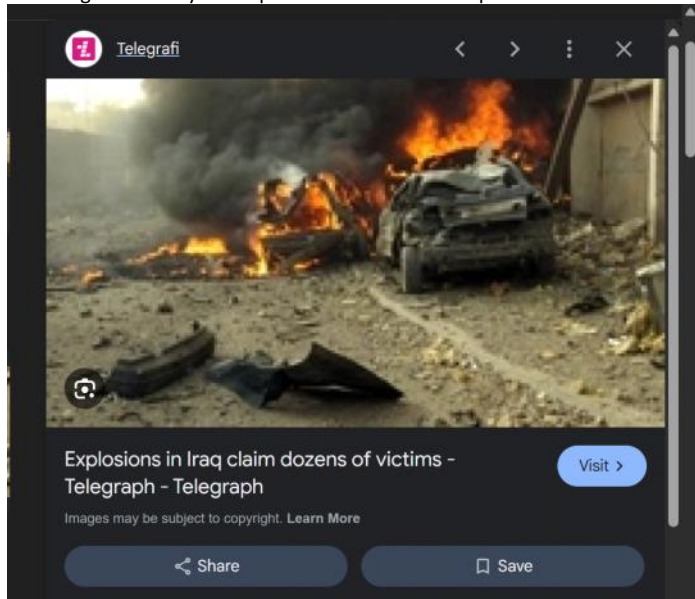 Telegrafi
Explosions in Iraq claim dozens of victims -
Telegraph - Telegraph
Visit >
Images may be subject to copyright. Learn More
Share
Save